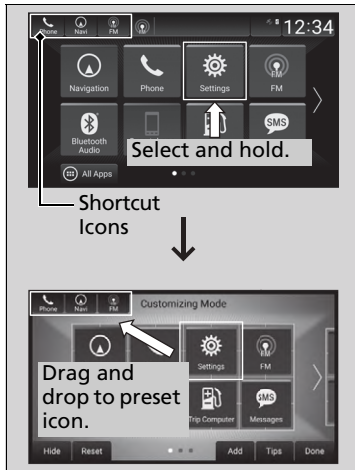 Phone Navi FM
12:34
Navigation Phone Settings FM
FM
Bluetooth
Audio
SMS
Select and hold.
All Apps
Shortcut
Icons
Phone Navi FM
Customizing Mode
Settings FM
Drag and
drop to preset
icon.
SMS
Trip Computer Messages
Hide Reset Add Tips Done